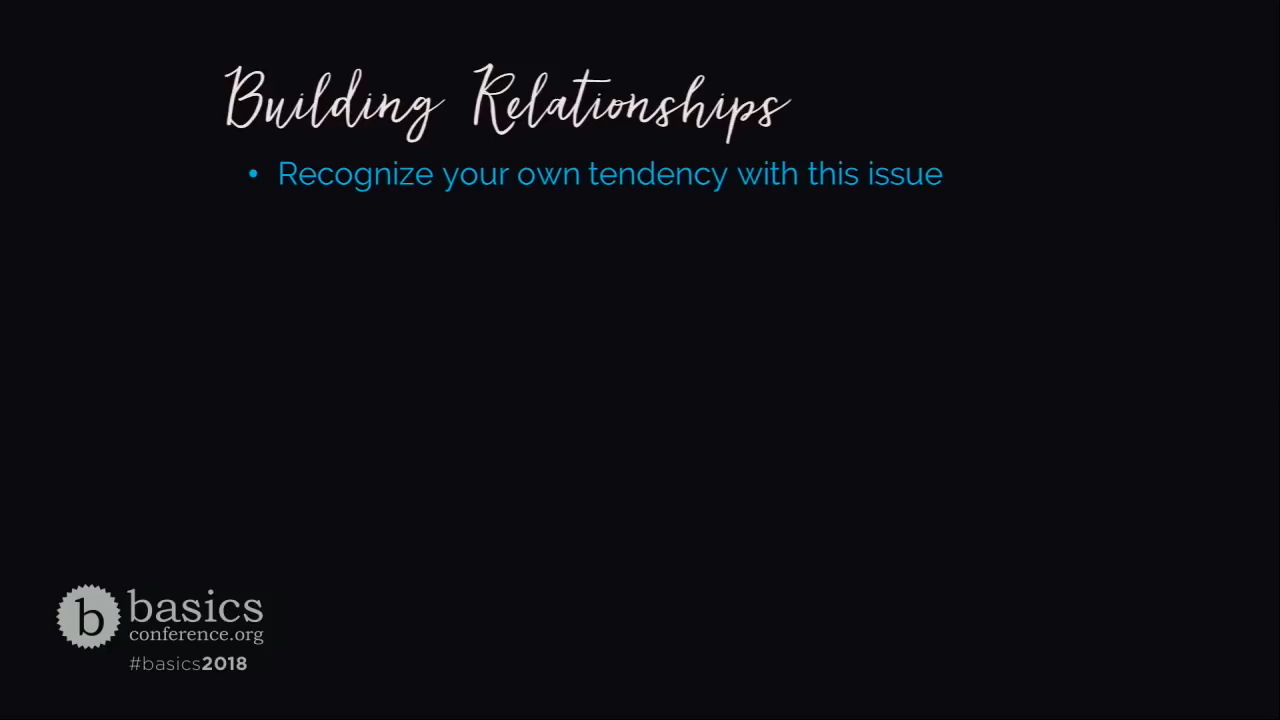 Building Relationships
• Recognize your own tendency with this issue
b basics
conference.org
#basics2018